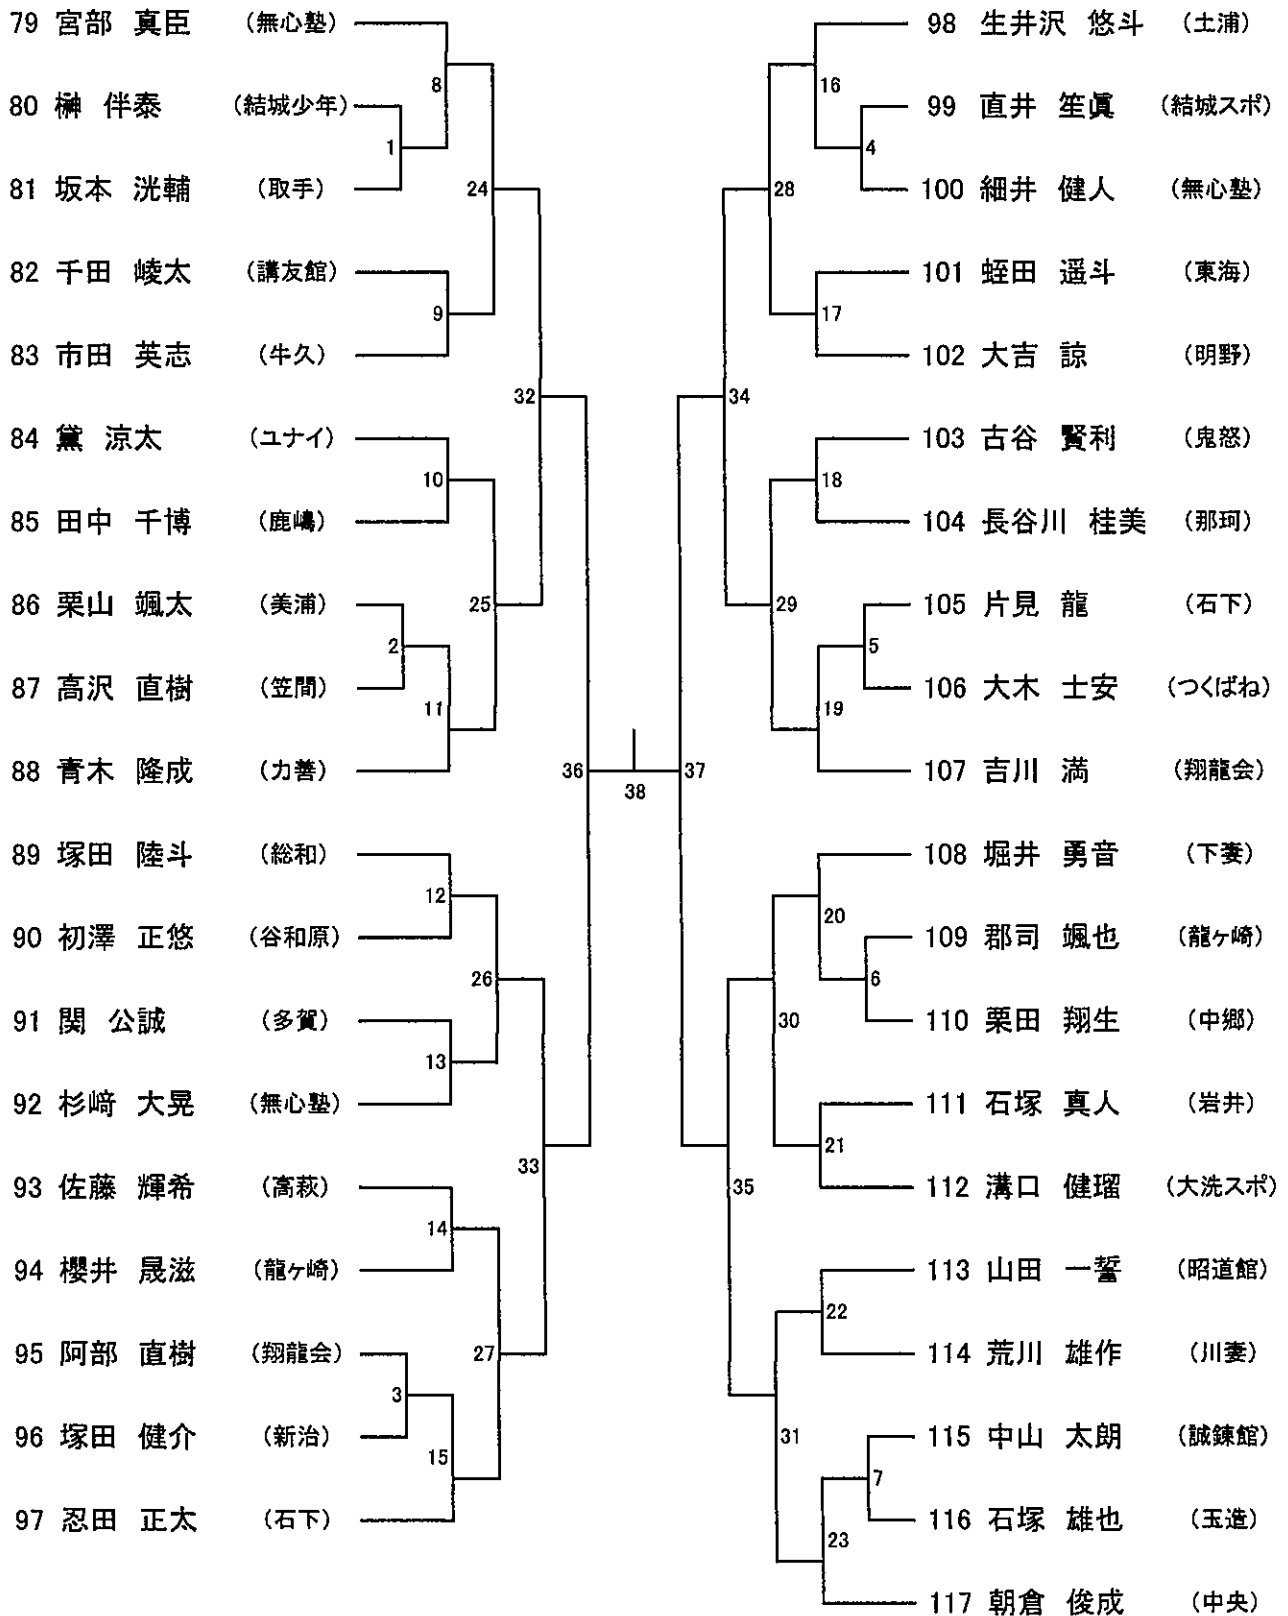 79 宮部 真臣 (無心塾)
80 榊 伴泰 (結城少年)
81 坂本 洸輔 (取手)
82 千田 崚太 (講友館)
83 市田 英志 (牛久)
84 黛 涼太 (ユナイ)
85 田中 千博 (鹿嶋)
86 栗山 颯太 (美浦)
87 高沢 直樹 (笠間)
88 青木 隆成 (力善)
89 塚田 陸斗 (総和)
90 初澤 正悠 (谷和原)
91 関 公誠 (多賀)
92 杉﨑 大晃 (無心塾)
93 佐藤 輝希 (高萩)
94 櫻井 晟滋 (龍ヶ崎)
95 阿部 直樹 (翔龍会)
96 塚田 健介 (新治)
97 忍田 正太 (石下)
8
1
24
9
32
10
25
2
11
36
38
12
26
13
33
14
27
3
15
16
4
28
17
34
18
29
5
19
37
20
6
30
21
35
22
31
7
23
98 生井沢 悠斗 (土浦)
99 直井 笙眞 (結城スポ)
100 細井 健人 (無心塾)
101 蛭田 遥斗 (東海)
102 大吉 諒 (明野)
103 古谷 賢利 (鬼怒)
104 長谷川 桂美 (那珂)
105 片見 龍 (石下)
106 大木 士安 (つくばね)
107 吉川 満 (翔龍会)
108 堀井 勇音 (下妻)
109 郡司 颯也 (龍ヶ崎)
110 栗田 翔生 (中郷)
111 石塚 真人 (岩井)
112 溝口 健瑠 (大洗スポ)
113 山田 一誓 (昭道館)
114 荒川 雄作 (川妻)
115 中山 太朗 (誠錬館)
116 石塚 雄也 (玉造)
117 朝倉 俊成 (中央)